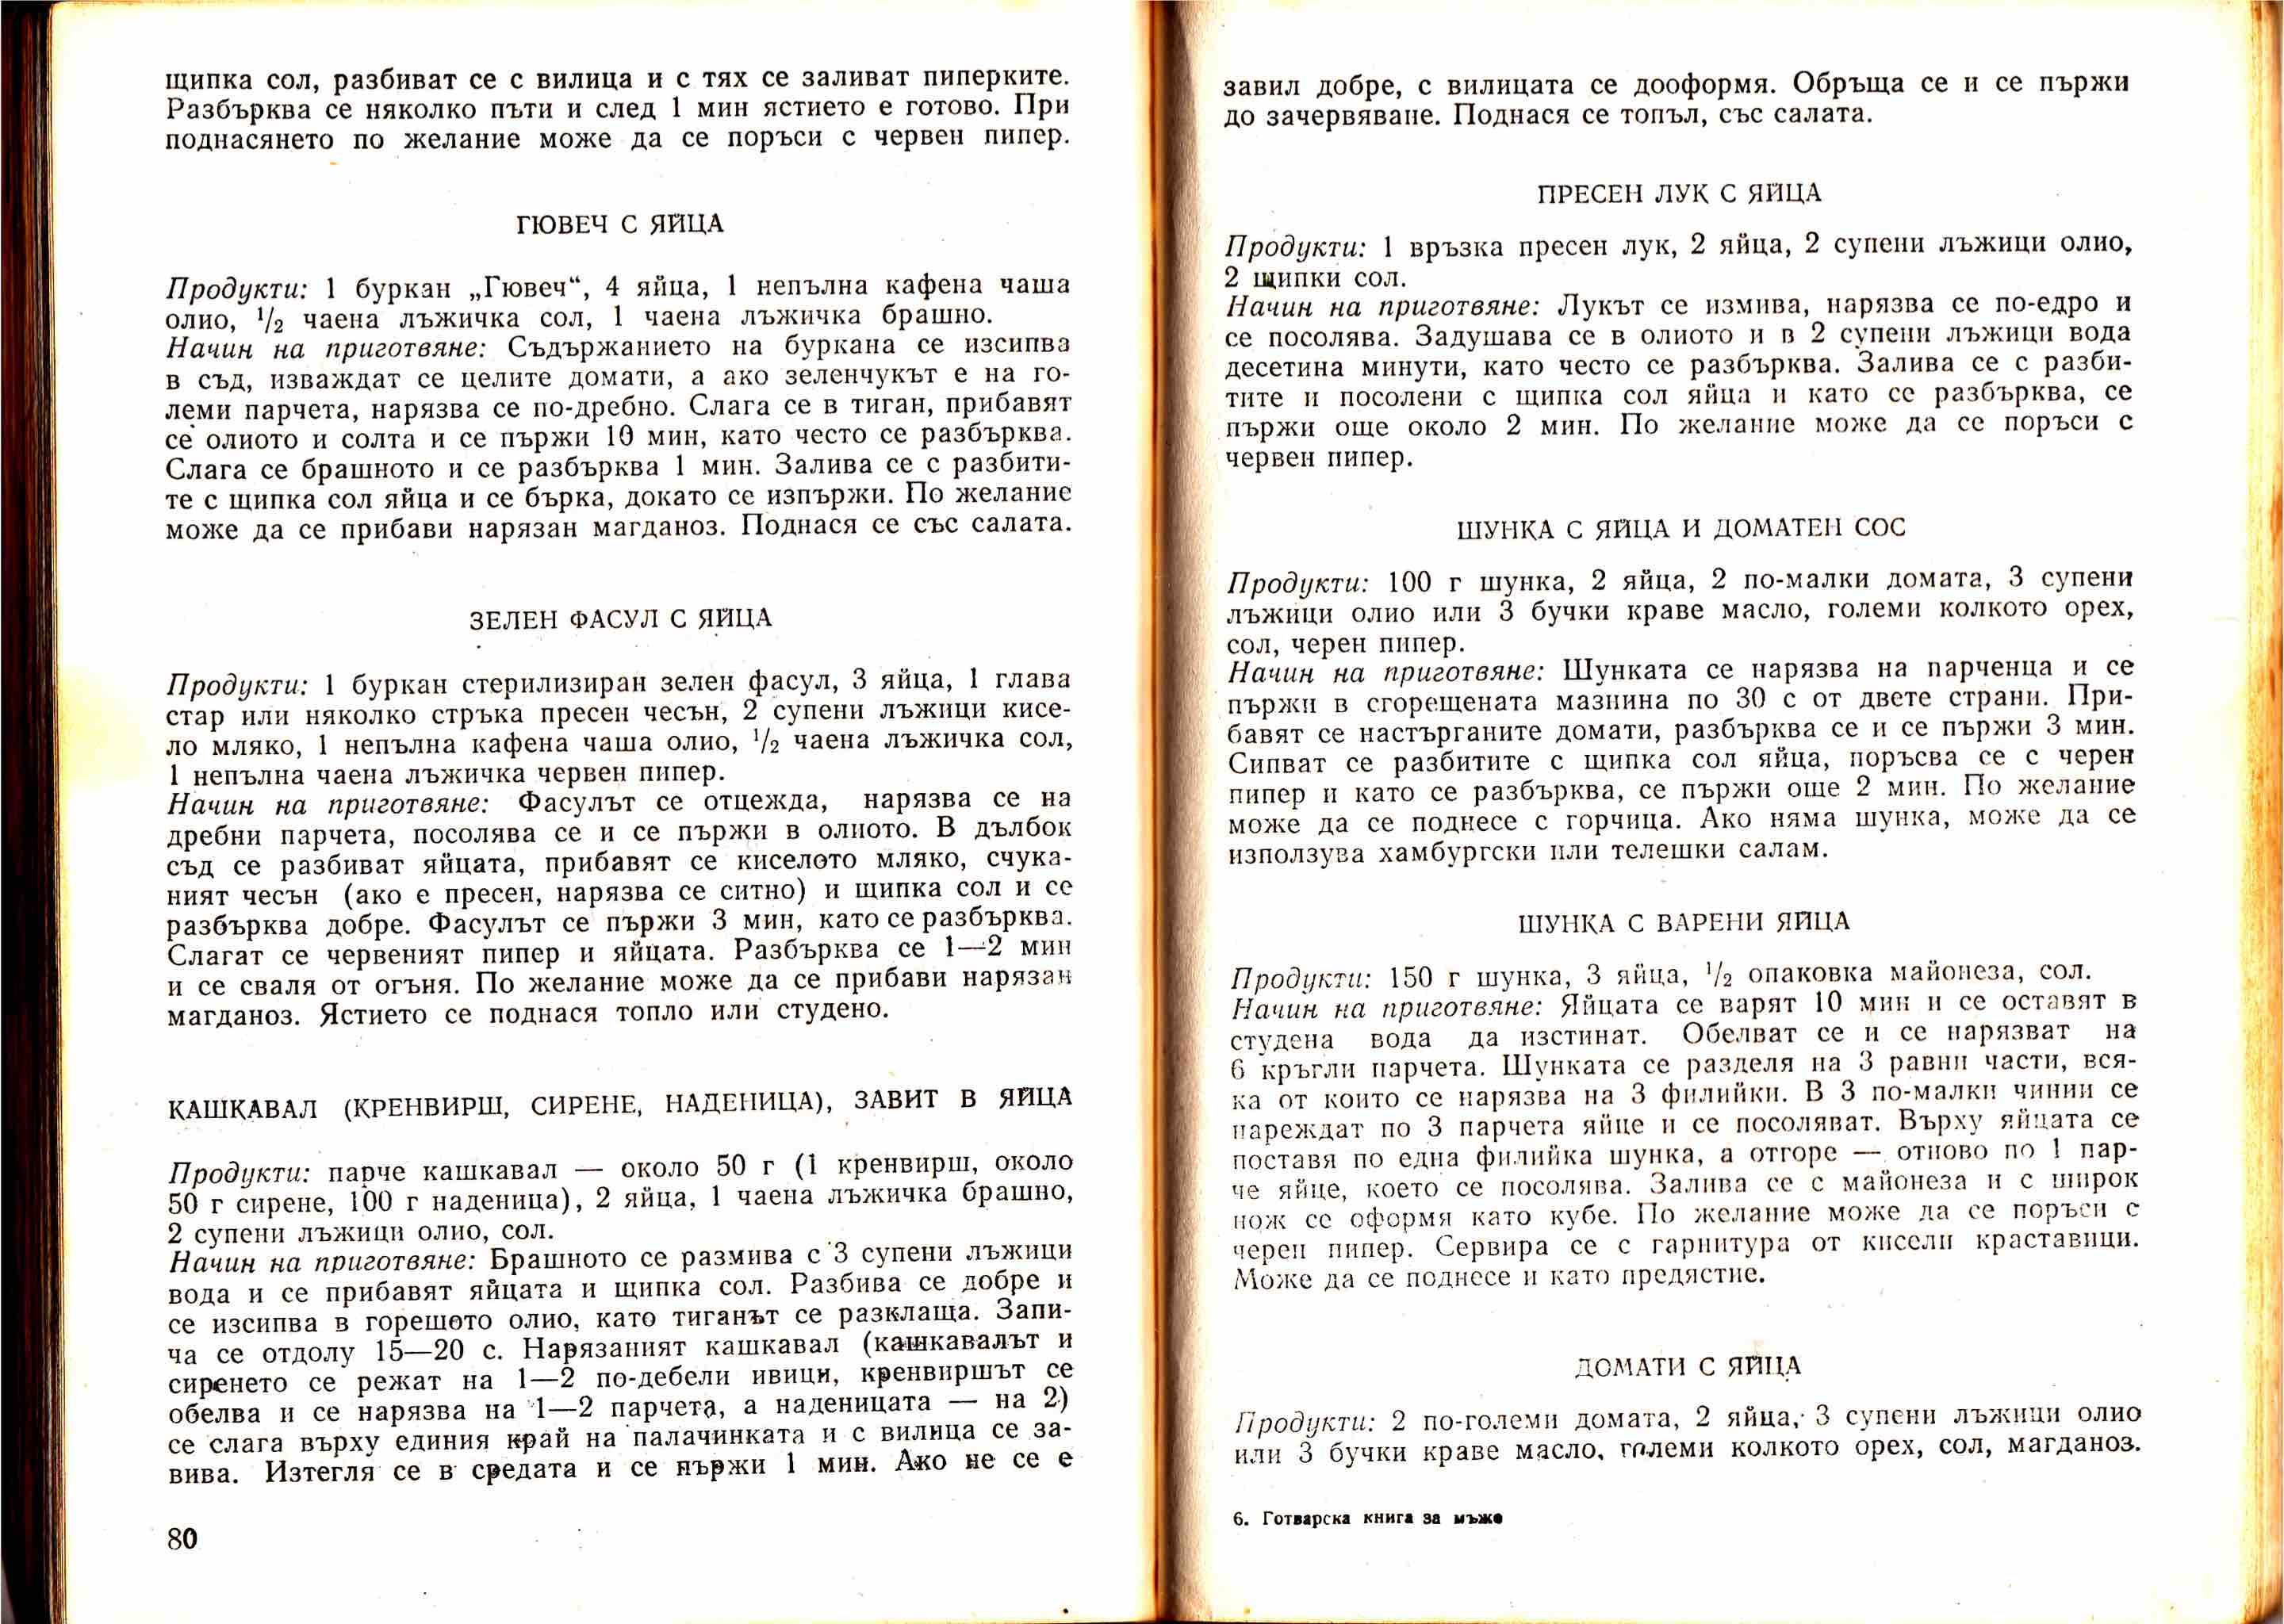 щипка сол, разбиват се с вилица и с тях се заливат пиперките.
Разбърква се няколко пъти и след 1 мин ястието е готово. При
поднасянето по желание може да се поръси с червен пипер.
ГЮВЕЧ С ЯЙЦА
Продукти: 1 буркан „Гювеч“, 4 яйца, 1 непълна кафена чаша
олио, 1/2 чаена лъжичка сол, 1 чаена лъжичка брашно.
Начин на приготвяне: Съдържанието на буркана се изсипва
в съд, изваждат се целите домати, а ако зеленчукът е на го-
леми парчета, нарязва се по-дребно. Слага се в тиган, прибавят
се олиото и солта и се пържи 10 мин, като често се разбърква.
Слага се брашното и се разбърква 1 мин. Залива се с разбити-
те с щипка сол яйца и се бърка, докато се изпържи. По желание
може да се прибави нарязан магданоз. Поднася се със салата.
ЗЕЛЕН ФАСУЛ С ЯЙЦА
Продукти: 1 буркан стерилизиран зелен фасул, 3 яйца, 1 глава
стар или няколко стръка пресен чесън, 2 супени лъжици кисе-
ло мляко, 1 непълна кафена чаша олио, 1/2 чаена лъжичка сол,
1 непълна чаена лъжичка червен пипер.
Начин на приготвяне: Фасулът се отцежда, нарязва се на
дребни парчета, посолява се и се пържи в олиото. В дълбок
съд се разбиват яйцата, прибавят се киселото мляко, счука-
ният чесън (ако е пресен, нарязва се ситно) и щипка сол и се
разбърква добре. Фасулът се пържи 3 мин, като се разбърква.
Слагат се червеният пипер и яйцата. Разбърква се 1—2 мин
и се сваля от огъня. По желание може да се прибави нарязан
магданоз. Ястието се поднася топло или студено.
КАШКАВАЛ (КРЕНВИРШ, СИРЕНЕ, НАДЕНИЦА), ЗАВИТ В ЯЙЦА
Продукти: парче кашкавал — около 50 г (1 кренвирш, около
50 г сирене, 100 г наденица), 2 яйца, 1 чаена лъжичка брашно,
2 супени лъжици олио, сол.
Начин на приготвяне: Брашното се размива с 3 супени лъжици
вода и се прибавят яйцата и щипка сол. Разбива се добре и
се изсипва в горещото олио, като тиганът се разклаща. Запи-
ча се отдолу 15—20 с. Нарязаният кашкавал (кашкавалът и
сиренето се режат на 1—2 по-дебели ивици, кренвиршът се
обелва и се нарязва на 1—2 парчета, а наденицата — на 2)
се слага върху единия край на палачинката и с вилица се за-
вива. Изтегля се в средата и се пържи 1 мин. Ако не се е
80
завил добре, с вилицата се дооформя. Обръща се и се пържи
до зачервяване. Поднася се топъл, със салата.
ПРЕСЕН ЛУК С ЯЙЦА
Продукти: 1 връзка пресен лук, 2 яйца, 2 супени лъжици олио,
2 щипки сол.
Начин на приготвяне: Лукът се измива, нарязва се по-едро и
се посолява. Задушава се в олиото и в 2 супени лъжици вода
десетина минути, като често се разбърква. Залива се с разби-
тите и посолени с щипка сол яйца и като се разбърква, се
пържи още около 2 мин. По желание може да се поръси с
червен пипер.
ШУНКА С ЯЙЦА И ДОМАТЕН СОС
Продукти: 100 г шунка, 2 яйца, 2 по-малки домата, 3 супени
лъжици олио или 3 бучки краве масло, големи колкото орех,
сол, черен пипер.
Начин на приготвяне: Шунката се нарязва на парченца и се
пържи в сгорещената мазнина по 30 с от двете страни. При-
бавят се настърганите домати, разбърква се и се пържи 3 мин.
Сипват се разбитите с щипка сол яйца, поръсва се с черен
пипер и като се разбърква, се пържи още 2 мин. По желание
може да се поднесе с горчица. Ако няма шунка, може да се
използува хамбургски или телешки салам.
ШУНКА С ВАРЕНИ ЯЙЦА
Продукти: 150 г шунка, 3 яйца, 1/2 опаковка майонеза, сол.
Начин на приготвяне: Яйцата се варят 10 мин и се оставят в
студена вода да изстинат. Обелват се и се нарязват на
6 кръгли парчета. Шунката се разделя на 3 равни части, вся-
ка от които се нарязва на 3 филийки. В 3 по-малки чинии се
нареждат по 3 парчета яйце и се посоляват. Върху яйцата се
поставя по една филийка шунка, а отгоре — отново по 1 пар-
че яйце, което се посолява. Залива се с майонеза и с широк
нож се оформя като кубе. По желание може да се поръси с
черен пипер. Сервира се с гарнитура от кисели краставици.
Може да се поднесе и като предястие.
ДОМАТИ С ЯЙЦА
Продукти: 2 по-големи домата, 2 яйца, 3 супени лъжици олио
или 3 бучки краве масло, големи колкото орех, сол, магданоз.
6. Готварска книга за мъже